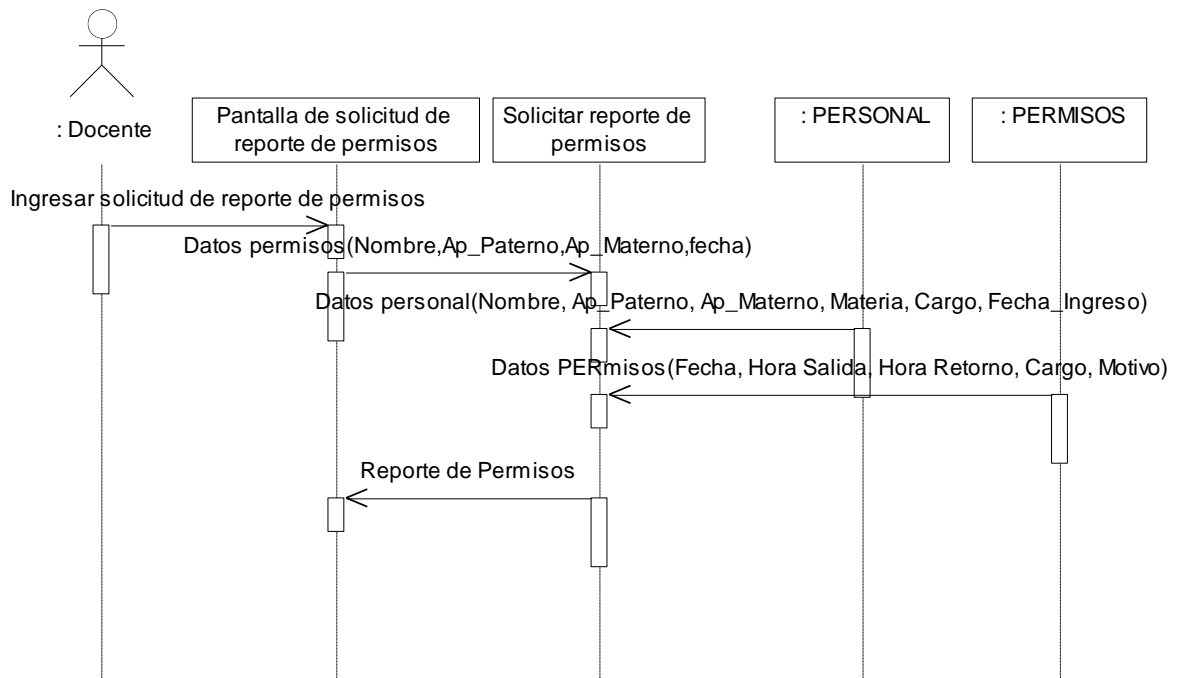 : Docente
Pantalla de solicitud de
reporte de permisos
Solicitar reporte de
permisos
: PERSONAL
: PERMISOS
Ingresar solicitud de reporte de permisos
Datos permisos(Nombre,Ap_Paterno,Ap_Materno,fecha)
Datos personal(Nombre, Ap_Paterno, Ap_Materno, Materia, Cargo, Fecha_Ingreso)
Datos PERmisos(Fecha, Hora Salida, Hora Retorno, Cargo, Motivo)
Reporte de Permisos